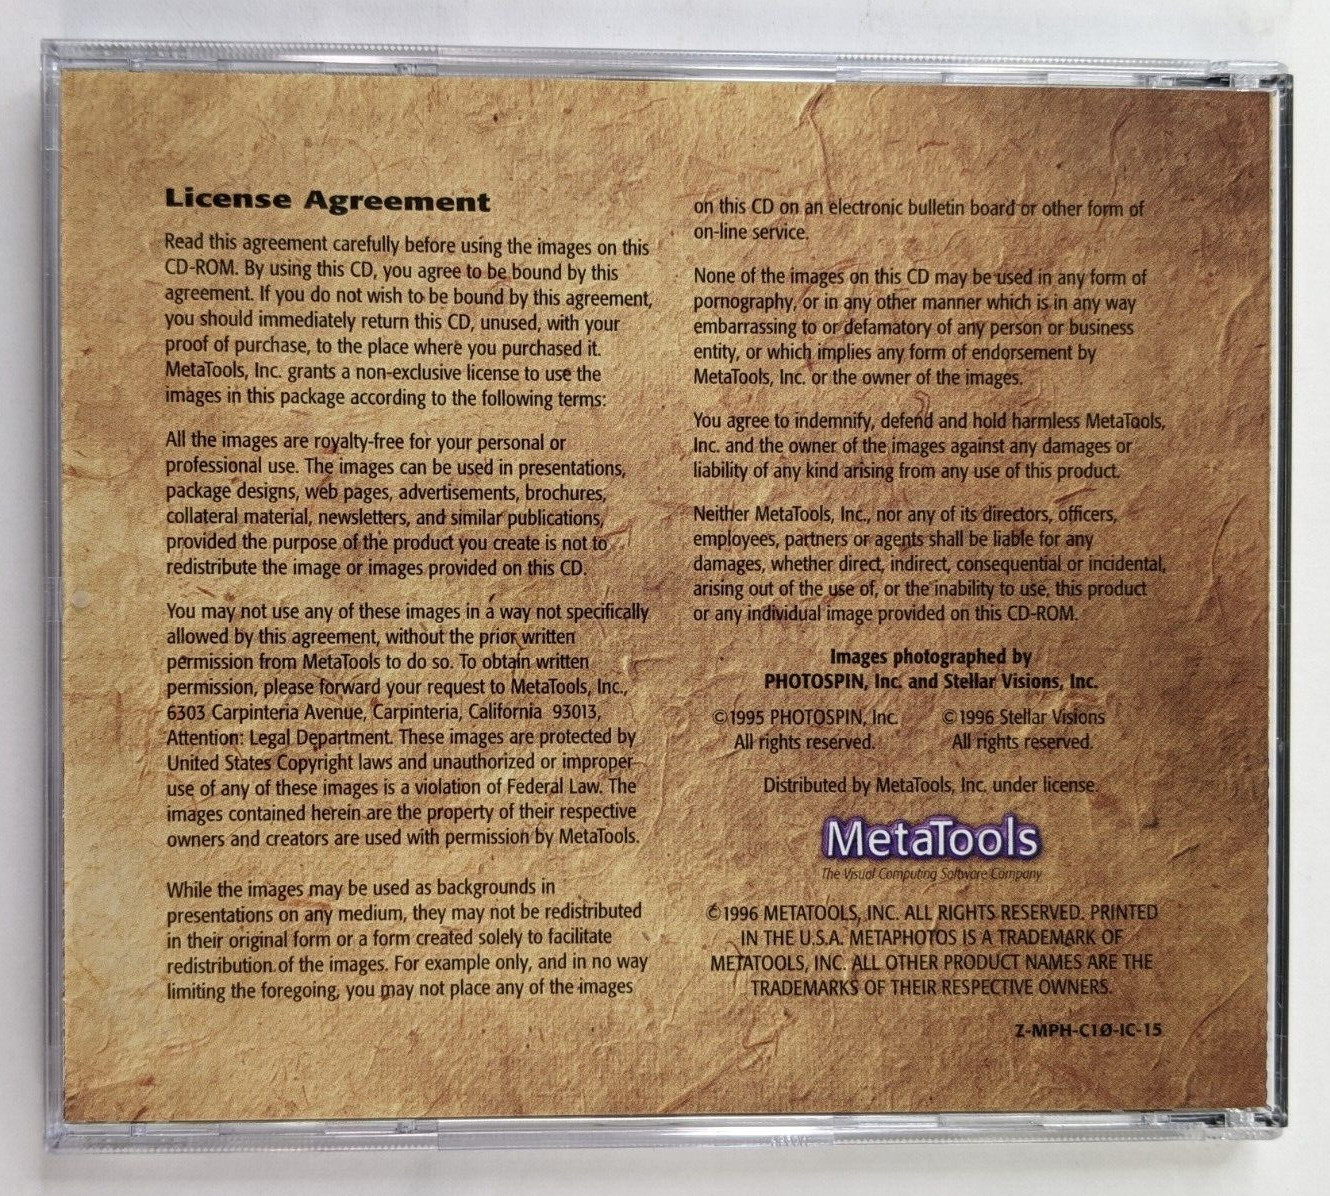 License Agreement
Read this agreement carefully before using the images on this
CD-ROM. By using this CD, you agree to be bound by this
agreement. If you do not wish to be bound by this agreement,
you should immediately return this CD, unused, with your
proof of purchase, to the place where you purchased it.
MetaTools, Inc. grants a non-exclusive license to use the
images in this package according to the following terms:
All the images are royalty-free for your personal or
professional use. The images can be used in presentations,
package designs, web pages, advertisements, brochures,
collateral material, newsletters, and similar publications,
provided the purpose of the product you create is not to
redistribute the image or images provided on this CD.
You may not use any of these images in a way not specifically
allowed by this agreement, without the prior written
permission from MetaTools to do so. To obtain written
permission, please forward your request to MetaTools, Inc.,
6303 Carpinteria Avenue, Carpinteria, California  93013,
Attention: Legal Department. These images are protected by
United States Copyright laws and unauthorized or improper
use of any of these images is a violation of Federal Law. The
images contained herein are the property of their respective
owners and creators are used with permission by MetaTools.
While the images may be used as backgrounds in
presentations on any medium, they may not be redistributed
in their original form or a form created solely to facilitate
redistribution of the images. For example only, and in no way
limiting the foregoing, you may not place any of the images
on this CD on an electronic bulletin board or other form of
on-line service.
None of the images on this CD may be used in any form of
pornography, or in any other manner which is in any way
embarrassing to or defamatory of any person or business
entity, or which implies any form of endorsement by
MetaTools, Inc. or the owner of the images.
You agree to indemnify, defend and hold harmless MetaTools,
Inc. and the owner of the images against any damages or
liability of any kind arising from any use of this product.
Neither MetaTools, Inc., nor any of its directors, officers,
employees, partners or agents shall be liable for any
damages, whether direct, indirect, consequential or incidental,
arising out of the use of, or the inability to use, this product
or any individual image provided on this CD-ROM.
Images photographed by
PHOTOSPIN, Inc. and Stellar Visions, Inc.
©1995 PHOTOSPIN, Inc. ©1996 Stellar Visions
All rights reserved. All rights reserved.
Distributed by MetaTools, Inc. under license.
MetaTools
The Visual Computing Software Company
©1996 METATOOLS, INC. ALL RIGHTS RESERVED. PRINTED
IN THE U.S.A. METAPHOTOS IS A TRADEMARK OF
METATOOLS, INC. ALL OTHER PRODUCT NAMES ARE THE
TRADEMARKS OF THEIR RESPECTIVE OWNERS.
Z-MPH-C1Ø-IC-15